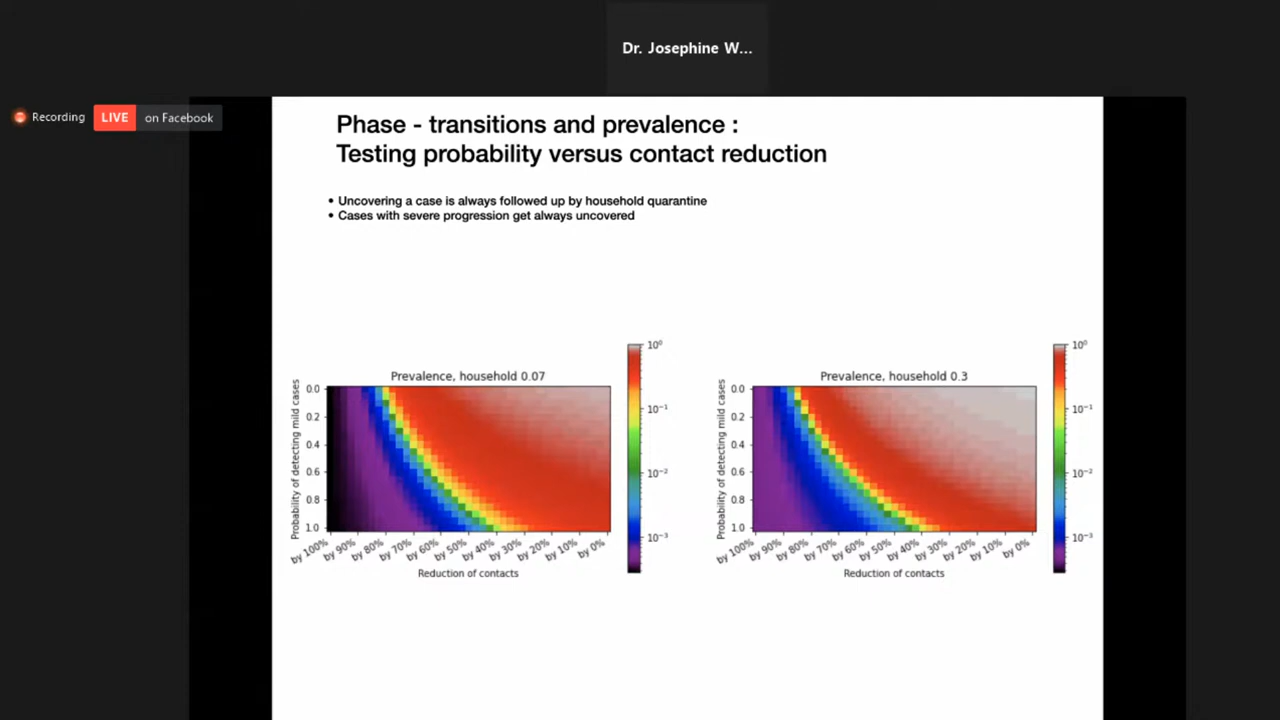 Dr. Josephine W...
Recording
LIVE on Facebook
Phase - transitions and prevalence :
Testing probability versus contact reduction
• Uncovering a case is always followed up by household quarantine
• Cases with severe progression get always uncovered
Prevalence, household 0.07
Probability of detecting mild cases
0.0
0.2
0.4
0.6
0.8
1.0
by 100% by 90% by 80% by 70% by 60% by 50% by 40% by 30% by 20% by 10% by 0%
Reduction of contacts
10⁰
10⁻¹
10⁻²
10⁻³
Prevalence, household 0.3
Probability of detecting mild cases
0.0
0.2
0.4
0.6
0.8
1.0
by 100% by 90% by 80% by 70% by 60% by 50% by 40% by 30% by 20% by 10% by 0%
Reduction of contacts
10⁰
10⁻¹
10⁻²
10⁻³